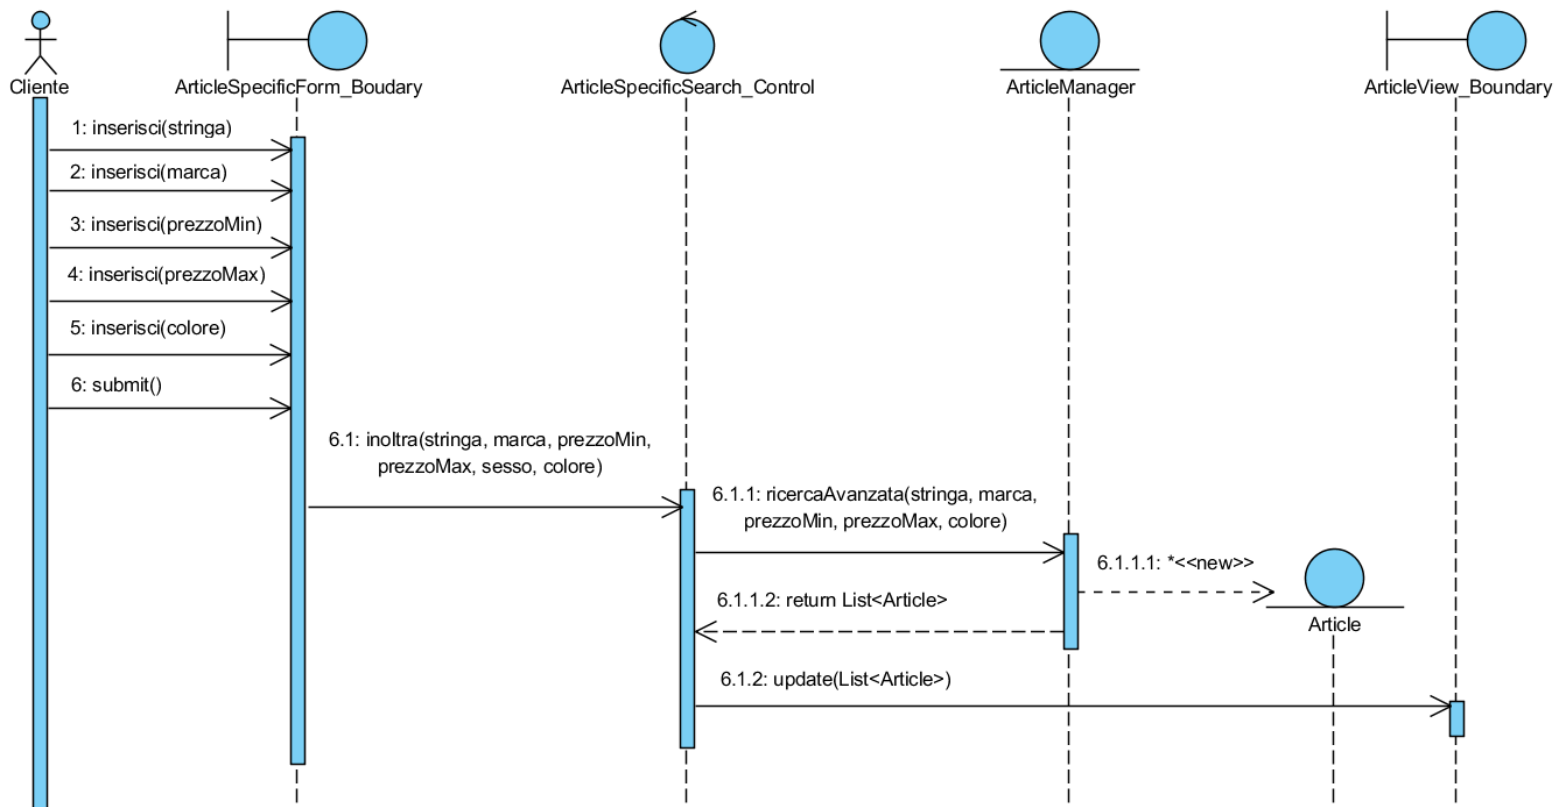 Cliente
ArticleSpecificForm_Boudary
ArticleSpecificSearch_Control
ArticleManager
ArticleView_Boundary
1: inserisci(stringa)
2: inserisci(marca)
3: inserisci(prezzoMin)
4: inserisci(prezzoMax)
5: inserisci(colore)
6: submit()
6.1: inoltra(stringa, marca, prezzoMin,
prezzoMax, sesso, colore)
6.1.1: ricercaAvanzata(stringa, marca,
prezzoMin, prezzoMax, colore)
6.1.1.1: *<<new>>
6.1.1.2: return List<Article>
Article
6.1.2: update(List<Article>)